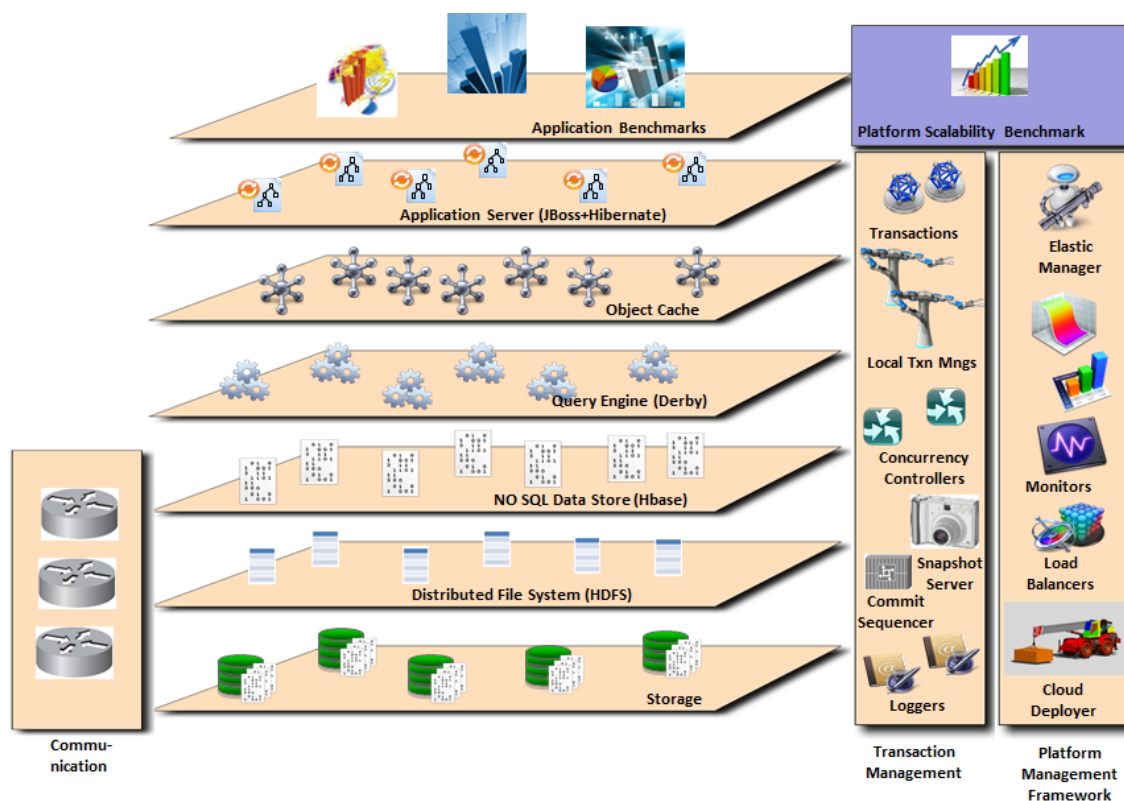 Application Benchmarks
Platform Scalability Benchmark
Application Server (JBoss+Hibernate)
Object Cache
Query Engine (Derby)
NO SQL Data Store (Hbase)
Distributed File System (HDFS)
Storage
Commu-
nication
Transactions
Local Txn Mngs
Concurrency
Controllers
Snapshot
Server
Commit
Sequencer
Loggers
Transaction
Management
Elastic
Manager
Monitors
Load
Balancers
Cloud
Deployer
Platform
Management
Framework